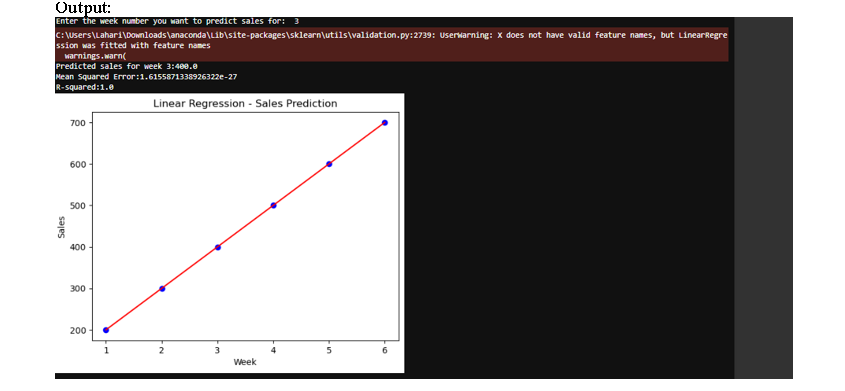 Output:
Enter the week number you want to predict sales for: 3
C:\Users\Lahari\Downloads\anaconda\Lib\site-packages\sklearn\utils\validation.py:2739: UserWarning: X does not have valid feature names, but LinearRegre
ssion was fitted with feature names
warnings.warn(
Predicted sales for week 3:400.0
Mean Squared Error:1.6155871338926322e-27
R-squared:1.0
Linear Regression - Sales Prediction
700
600
500
400
300
200
Sales
1 2 3 4 5 6
Week